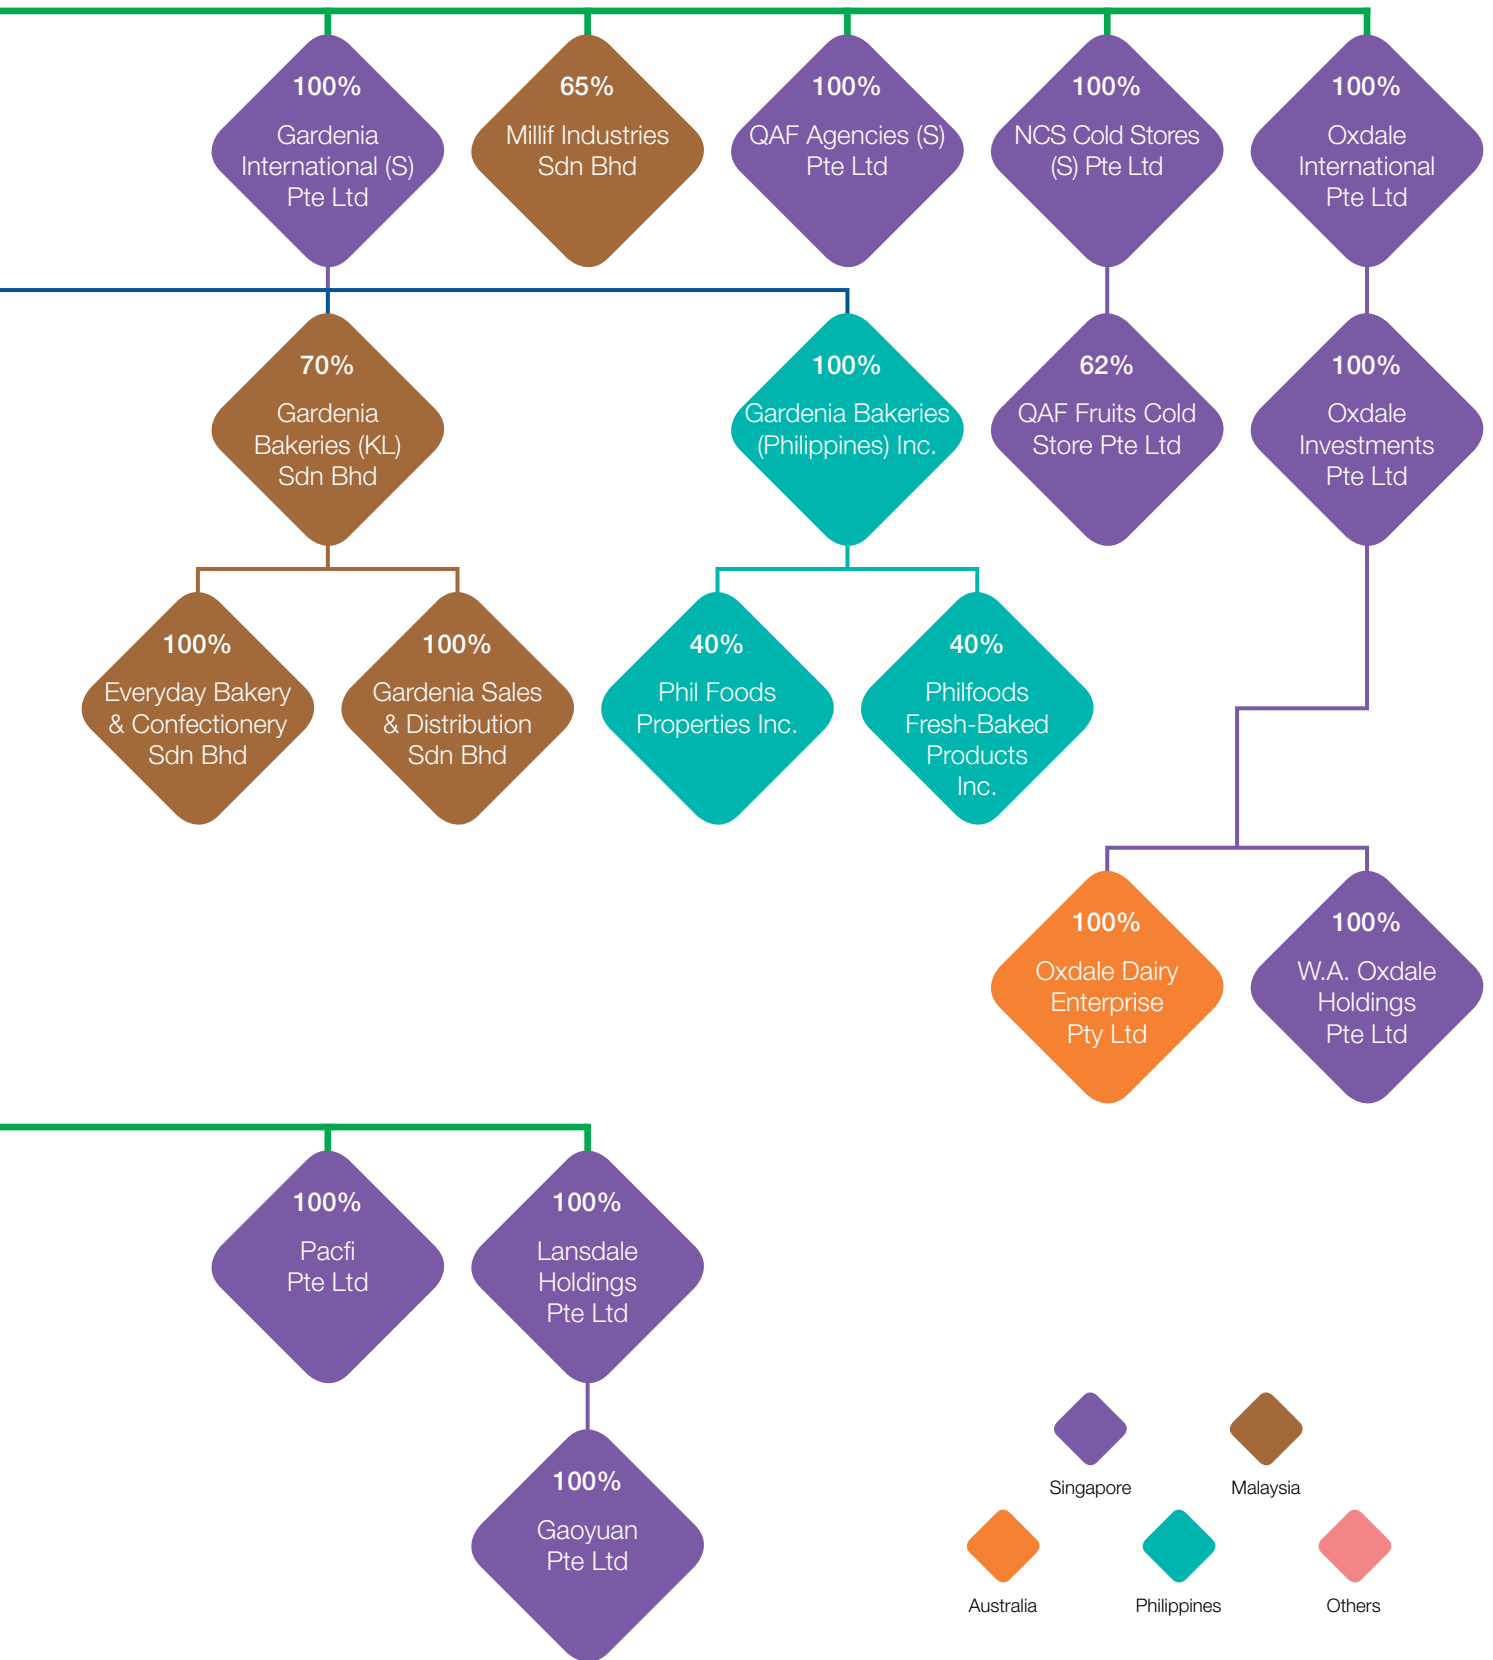 100%
Gardenia
International (S)
Pte Ltd
65%
Millif Industries
Sdn Bhd
100%
QAF Agencies (S)
Pte Ltd
100%
NCS Cold Stores
(S) Pte Ltd
100%
Oxdale
International
Pte Ltd
70%
Gardenia
Bakeries (KL)
Sdn Bhd
100%
Gardenia Bakeries
(Philippines) Inc.
62%
QAF Fruits Cold
Store Pte Ltd
100%
Oxdale
Investments
Pte Ltd
100%
Everyday Bakery
& Confectionery
Sdn Bhd
100%
Gardenia Sales
& Distribution
Sdn Bhd
40%
Phil Foods
Properties Inc.
40%
Philfoods
Fresh-Baked
Products
Inc.
100%
Oxdale Dairy
Enterprise
Pty Ltd
100%
W.A. Oxdale
Holdings
Pte Ltd
100%
Pacfi
Pte Ltd
100%
Lansdale
Holdings
Pte Ltd
100%
Gaoyuan
Pte Ltd
Singapore
Malaysia
Australia
Philippines
Others